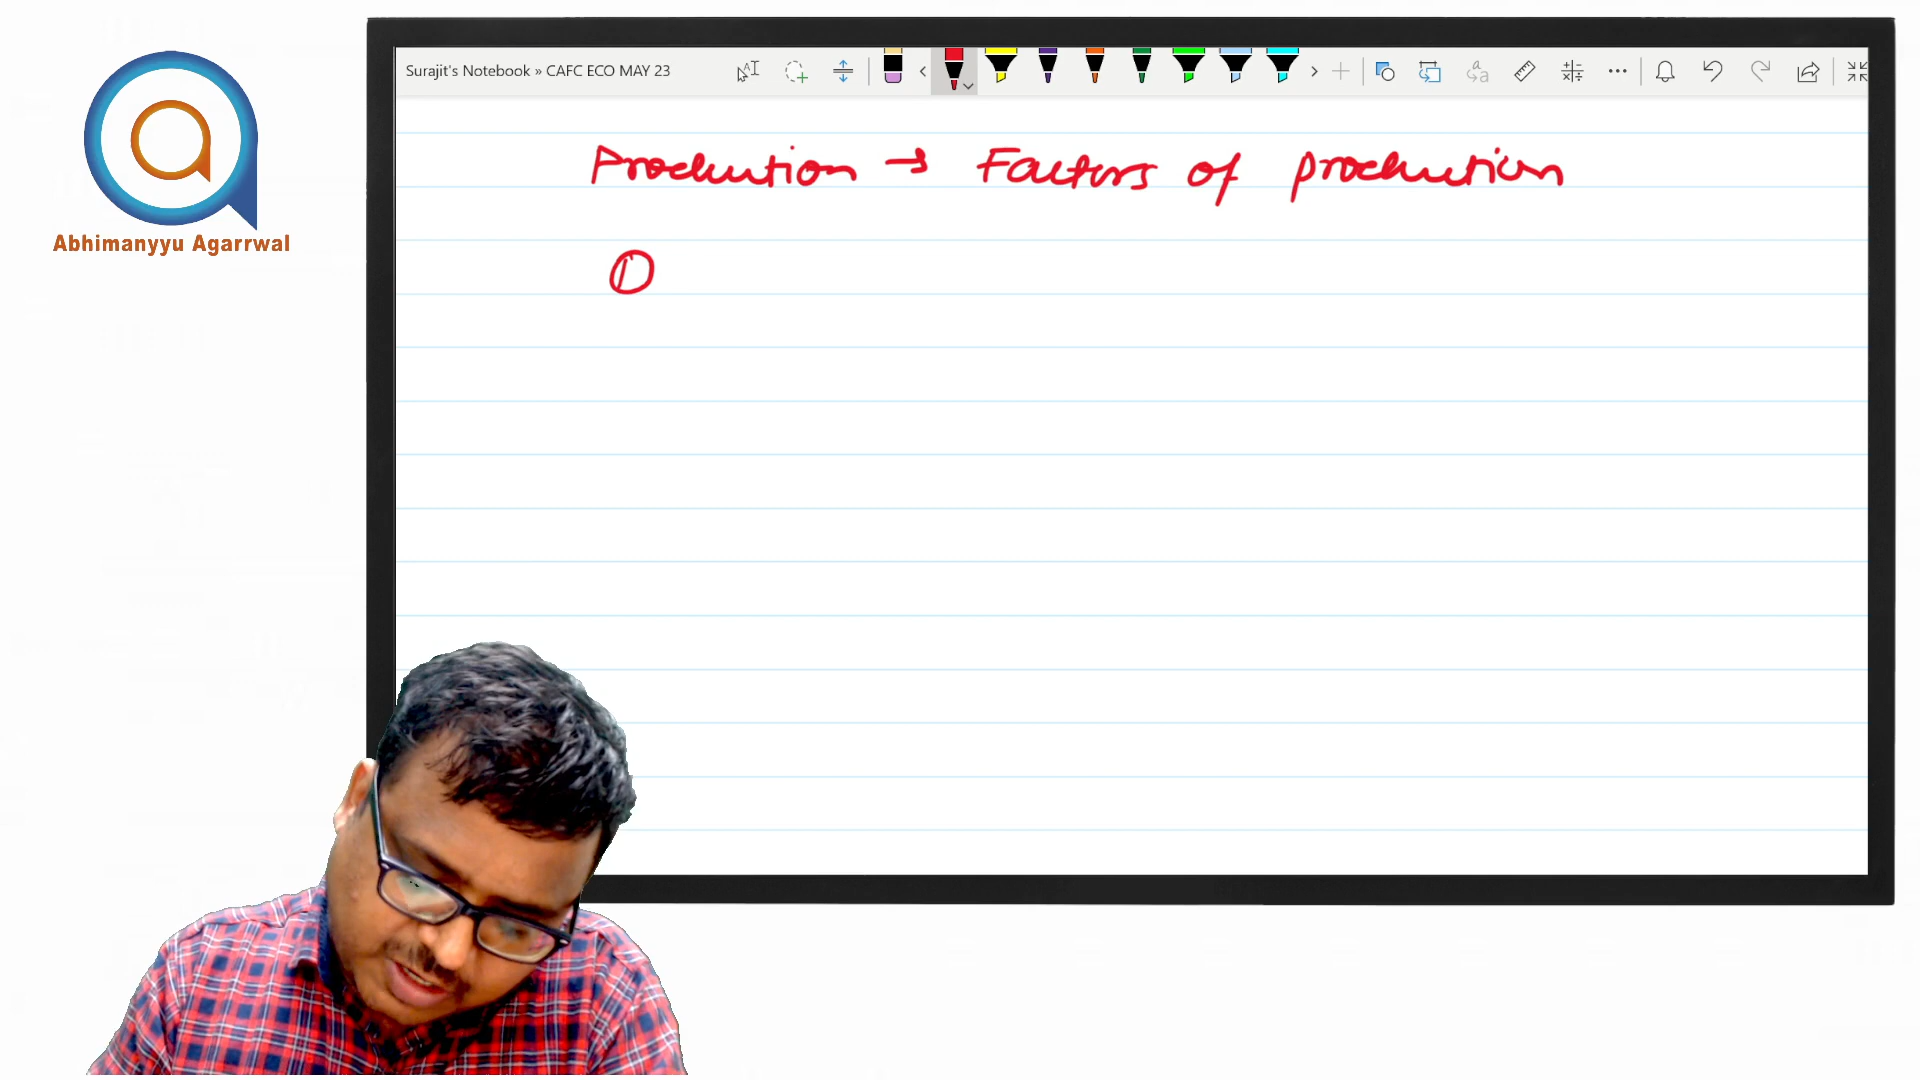 Abhimanyyu Agarrwal
Surajit's Notebook » CAFC ECO MAY 23
Production → Factors of production
①